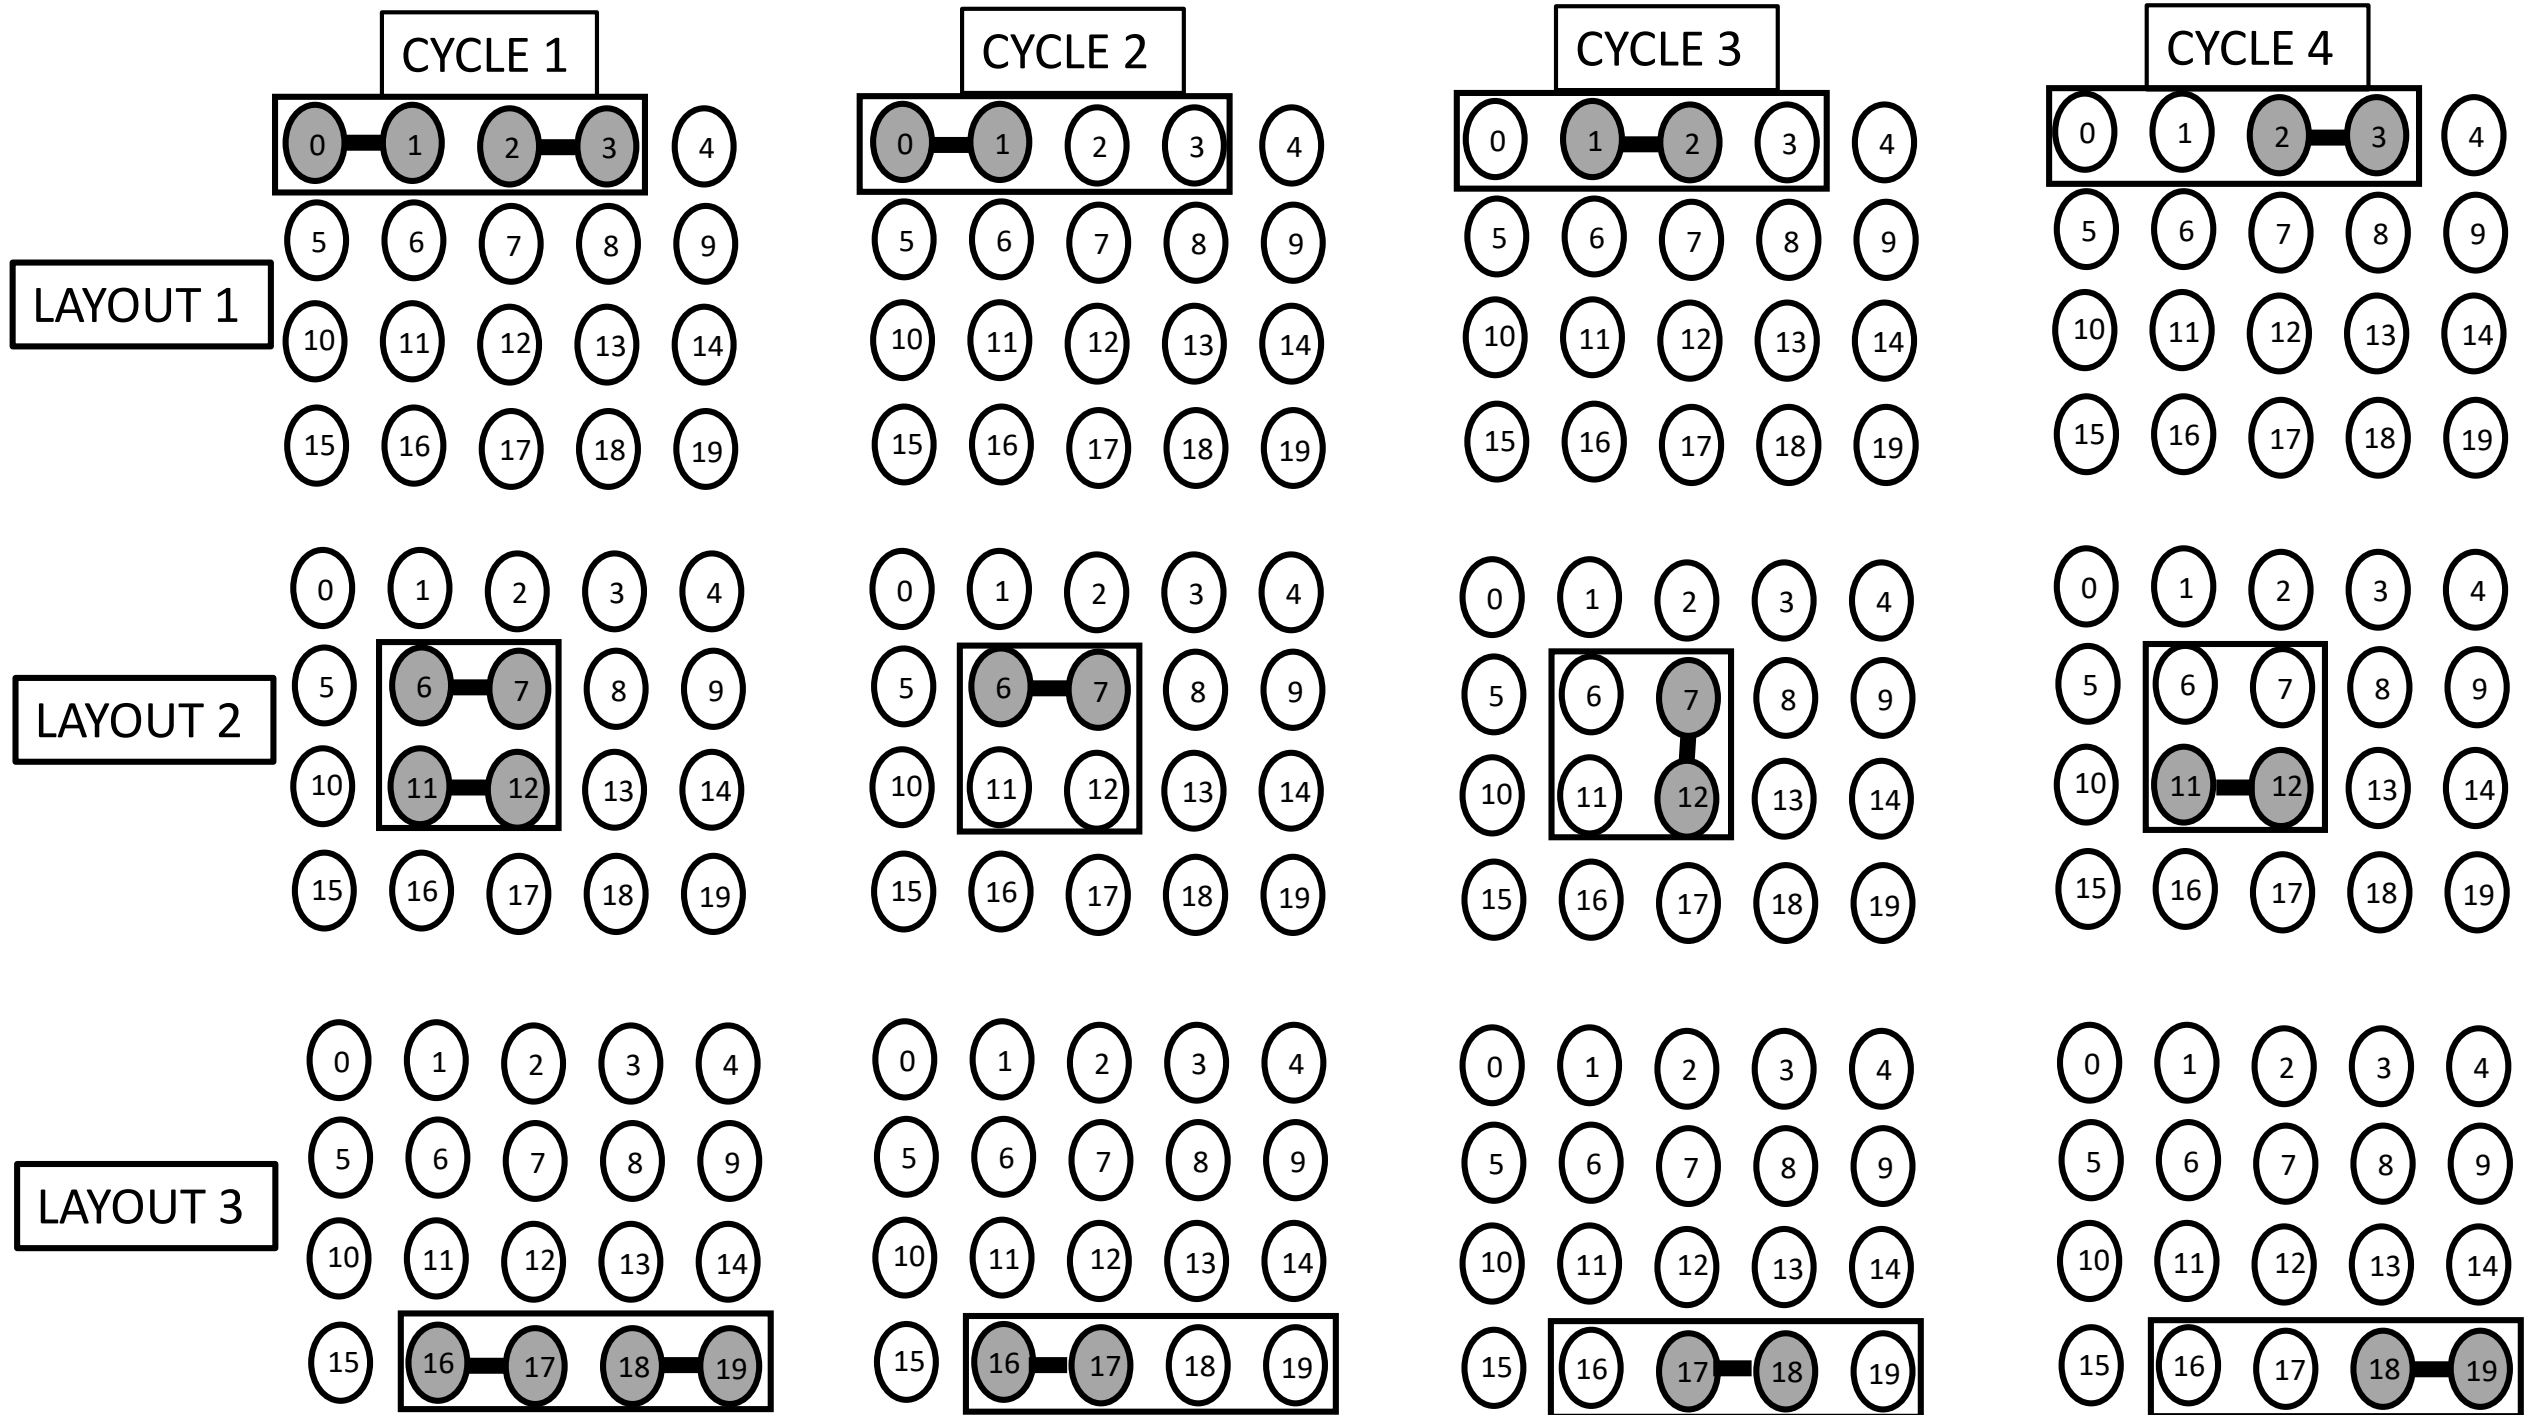 CYCLE 1 CYCLE 2 CYCLE 3 CYCLE 4
0 1 2 3 4 0 1 2 3 4 0 1 2 3 4 0 1 2 3 4
5 6 7 8 9 5 6 7 8 9 5 6 7 8 9 5 6 7 8 9
LAYOUT 1
10 11 12 13 14 10 11 12 13 14 10 11 12 13 14 10 11 12 13 14
15 16 17 18 19 15 16 17 18 19 15 16 17 18 19 15 16 17 18 19
0 1 2 3 4 0 1 2 3 4 0 1 2 3 4 0 1 2 3 4
5 6 7 8 9 5 6 7 8 9 5 6 7 8 9 5 6 7 8 9
LAYOUT 2
10 11 12 13 14 10 11 12 13 14 10 11 12 13 14 10 11 12 13 14
15 16 17 18 19 15 16 17 18 19 15 16 17 18 19 15 16 17 18 19
0 1 2 3 4 0 1 2 3 4 0 1 2 3 4 0 1 2 3 4
5 6 7 8 9 5 6 7 8 9 5 6 7 8 9 5 6 7 8 9
LAYOUT 3
10 11 12 13 14 10 11 12 13 14 10 11 12 13 14 10 11 12 13 14
15 16 17 18 19 15 16 17 18 19 15 16 17 18 19 15 16 17 18 19